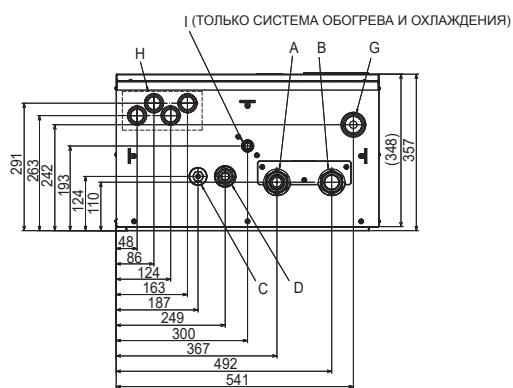 I (ТОЛЬКО СИСТЕМА ОБОГРЕВА И ОХЛАЖДЕНИЯ)
H
A
B
G
291
263
242
193
124
110
(348)
357
48
86
124
163
187
249
300
367
492
541
C
D